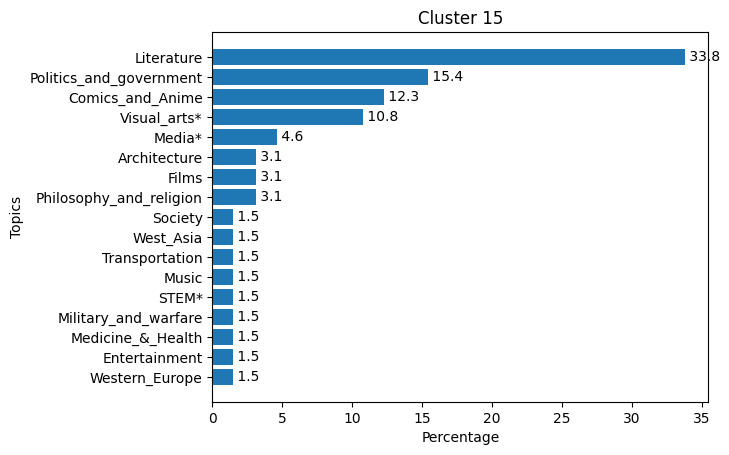 Cluster 15
Topics
Literature 33.8
Politics_and_government 15.4
Comics_and_Anime 12.3
Visual_arts* 10.8
Media* 4.6
Architecture 3.1
Films 3.1
Philosophy_and_religion 3.1
Society 1.5
West_Asia 1.5
Transportation 1.5
Music 1.5
STEM* 1.5
Military_and_warfare 1.5
Medicine_&_Health 1.5
Entertainment 1.5
Western_Europe 1.5
0 5 10 15 20 25 30 35
Percentage